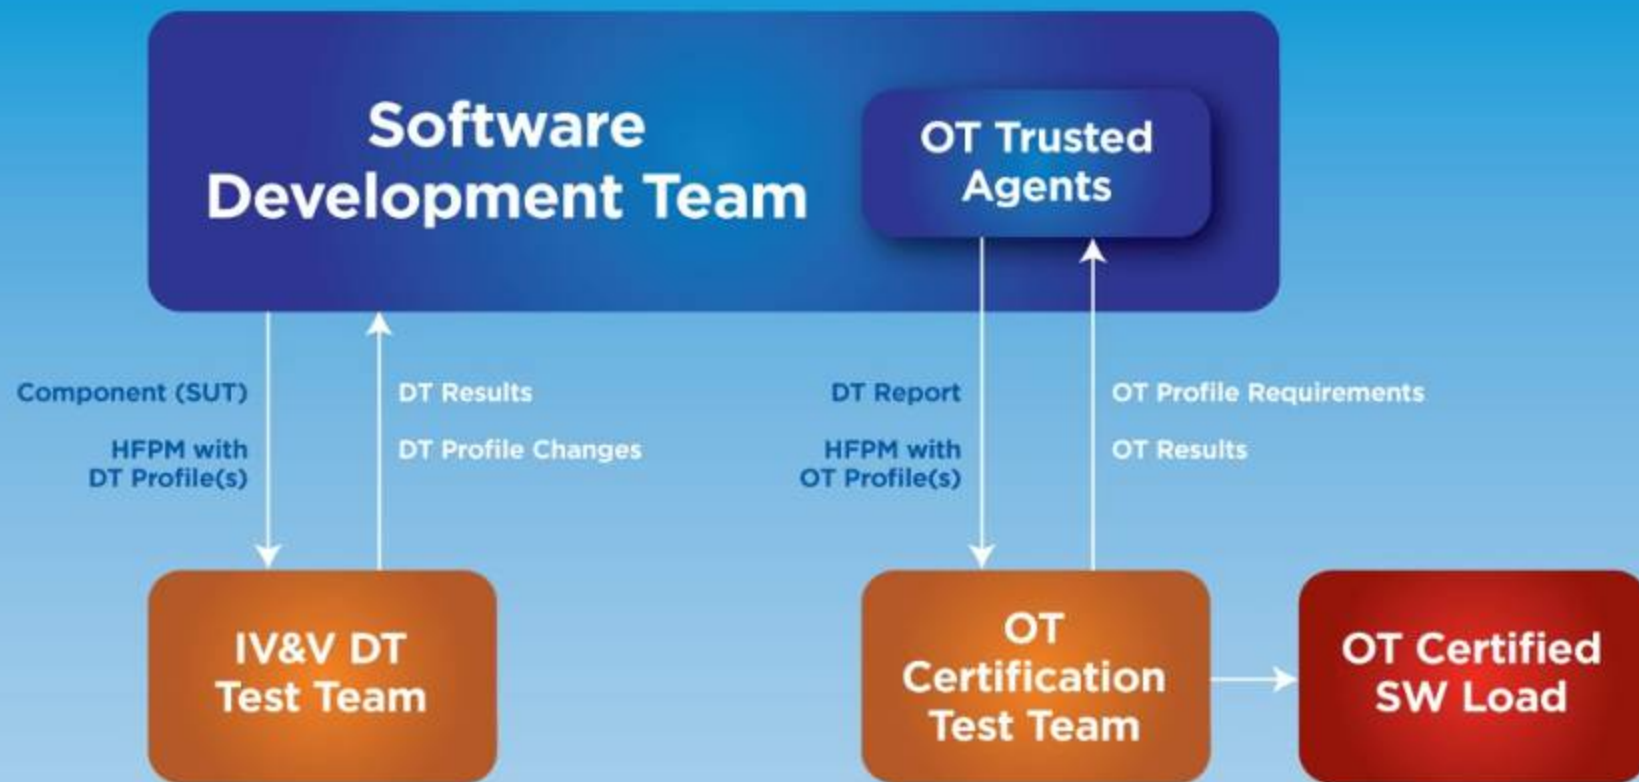 Software
Development Team
OT Trusted
Agents
Component (SUT)
HFPM with
DT Profile(s)
DT Results
DT Profile Changes
DT Report
HFPM with
OT Profile(s)
OT Profile Requirements
OT Results
IV&V DT
Test Team
OT
Certification
Test Team
OT Certified
SW Load